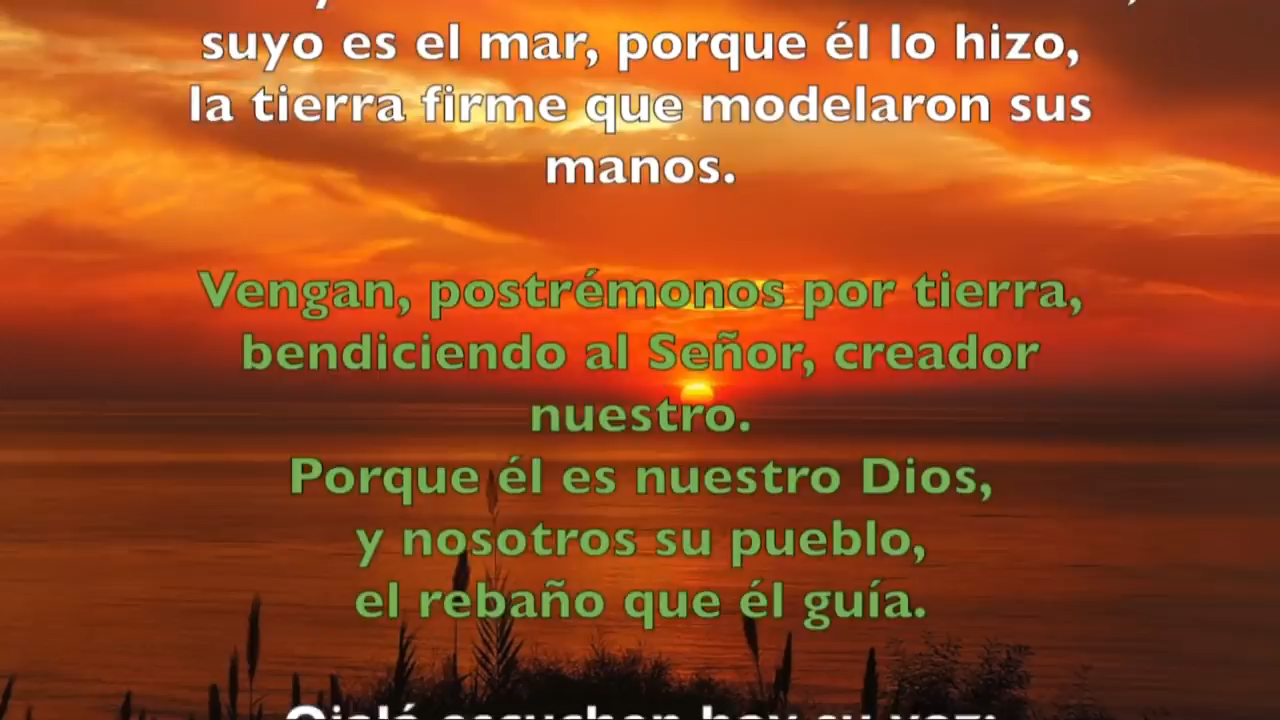 suyo es el mar, porque él lo hizo,
la tierra firme que modelaron sus
manos.
Vengan, postrémonos por tierra,
bendiciendo al Señor, creador
nuestro.
Porque él es nuestro Dios,
y nosotros su pueblo,
el rebaño que él guía.
Ojalá escuchen hoy su voz: